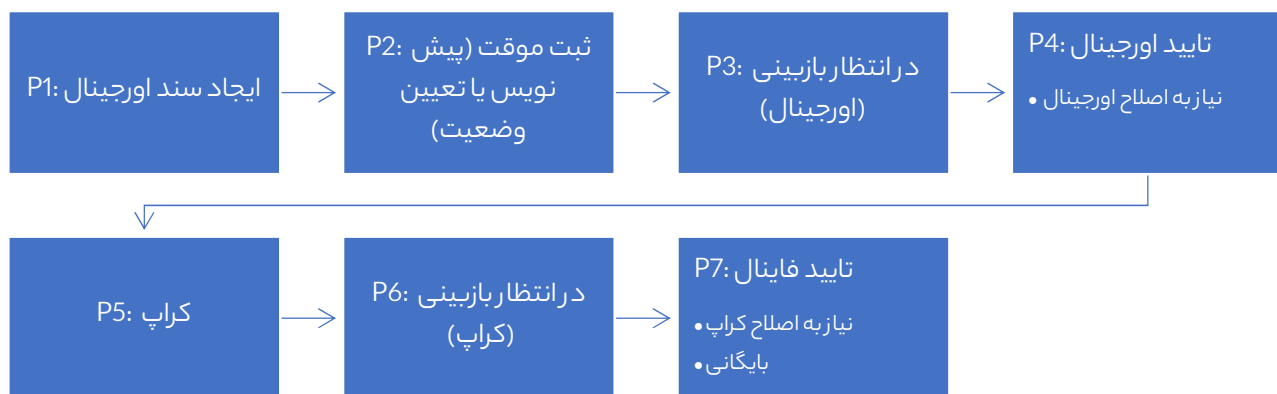 P1: ایجاد سند اورجینال
P2: ثبت موقت (پیش
نویس یا تعیین
وضعیت)
P3: در انتظار بازبینی
(اورجینال)
P4: تایید اورجینال
• نیاز به اصلاح اورجینال
P5: کراپ
P6: در انتظار بازبینی
(کراپ)
P7: تایید فاینال
• نیاز به اصلاح کراپ
• بایگانی